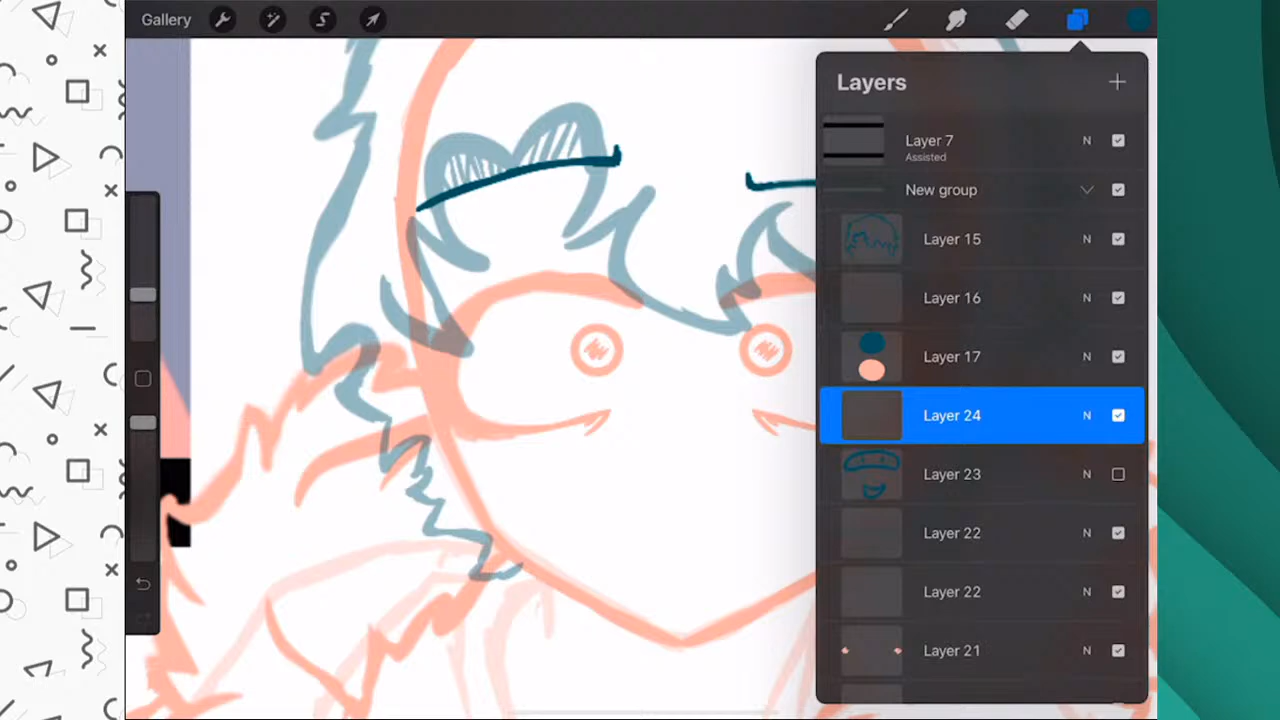 Gallery
Layers
Layer 7 N
Assisted
New group
Layer 15 N
Layer 16 N
Layer 17 N
Layer 24 N
Layer 23 N
Layer 22 N
Layer 22 N
Layer 21 N